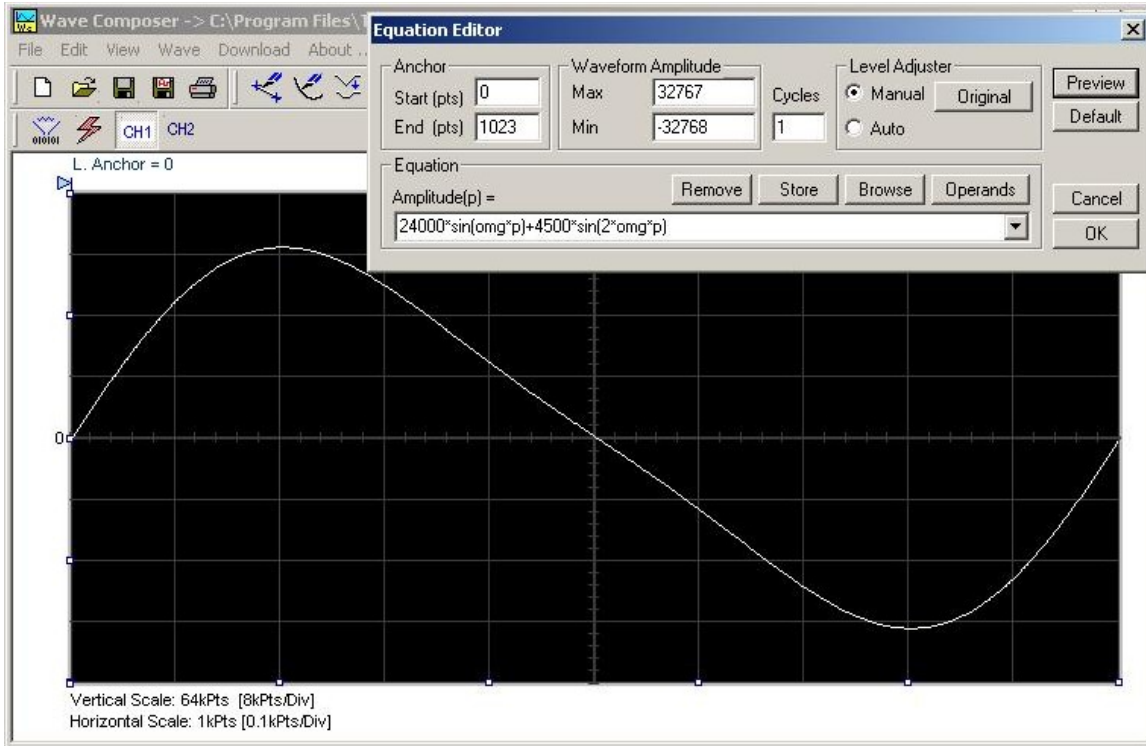 Wave Composer -> C:\Program Files\
File Edit View Wave Download About ..
CH1 CH2
L. Anchor = 0
0
Vertical Scale: 64kPts [8kPts/Div]
Horizontal Scale: 1kPts [0.1kPts/Div]
Equation Editor
Anchor
Start (pts) 0
End (pts) 1023
Waveform Amplitude
Max 32767
Min -32768
Cycles
1
Level Adjuster
Manual Original
Auto
Preview
Default
Equation
Amplitude(p) =
Remove Store Browse Operands
24000*sin(omg*p)+4500*sin(2*omg*p)
Cancel
OK